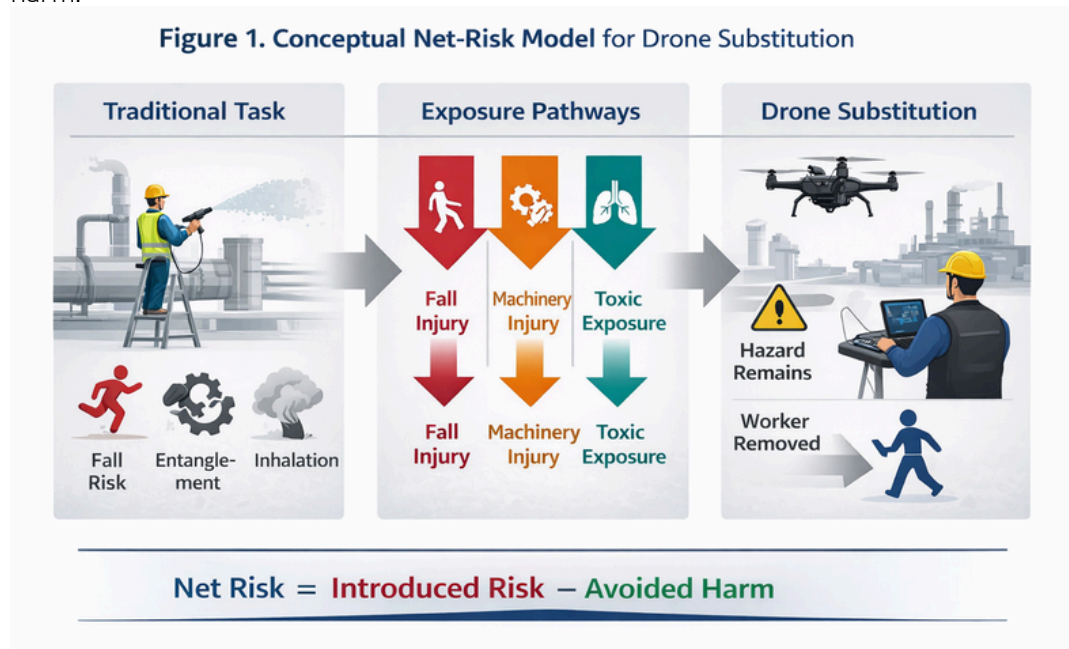 harm.
Figure 1. Conceptual Net-Risk Model for Drone Substitution
Traditional Task
Fall
Risk
Entangle-
ment
Inhalation
Exposure Pathways
Fall
Injury
Machinery
Injury
Toxic
Exposure
Fall
Injury
Machinery
Injury
Toxic
Exposure
Drone Substitution
Hazard
Remains
Worker
Removed
Net Risk = Introduced Risk – Avoided Harm